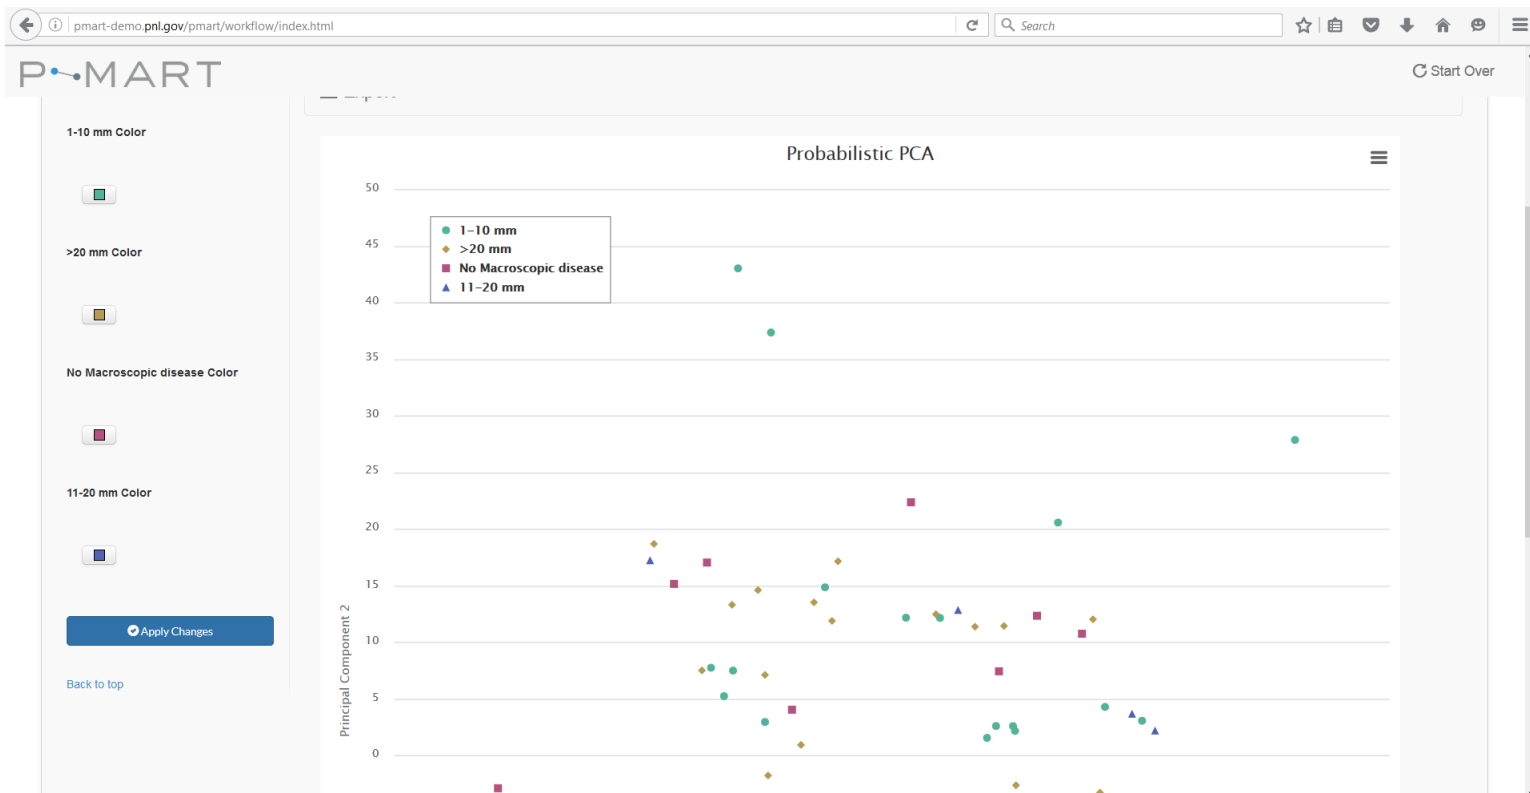 pmart-demo.pnl.gov/pmart/workflow/index.html
Search
P MART
Start Over
1-10 mm Color
>20 mm Color
No Macroscopic disease Color
11-20 mm Color
Apply Changes
Back to top
Probabilistic PCA
1-10 mm
>20 mm
No Macroscopic disease
11-20 mm
50
45
40
35
30
25
20
15
10
5
0
Principal Component 2